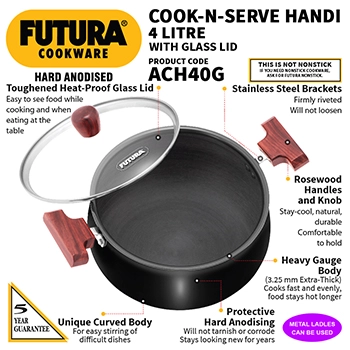 FUTURA®
COOKWARE
HARD ANODISED
COOK-N-SERVE HANDI
4 LITRE
WITH GLASS LID
PRODUCT CODE
ACH40G
THIS IS NOT NONSTICK
IF YOU NEED NONSTICK COOKWARE,
ASK FOR FUTURA NONSTICK.
Toughened Heat-Proof Glass Lid
Easy to see food while
cooking and when
eating at the
table
Stainless Steel Brackets
Firmly riveted
Will not loosen
FUTURA
Rosewood
Handles
and Knob
Stay-cool, natural,
durable
Comfortable
to hold
Heavy Gauge
Body
(3.25 mm Extra-Thick)
Cooks fast and evenly,
food stays hot longer
5
YEAR
GUARANTEE
Unique Curved Body
For easy stirring of
difficult dishes
Protective
Hard Anodising
Will not tarnish or corrode
Stays looking new for years
METAL LADLES
CAN BE USED